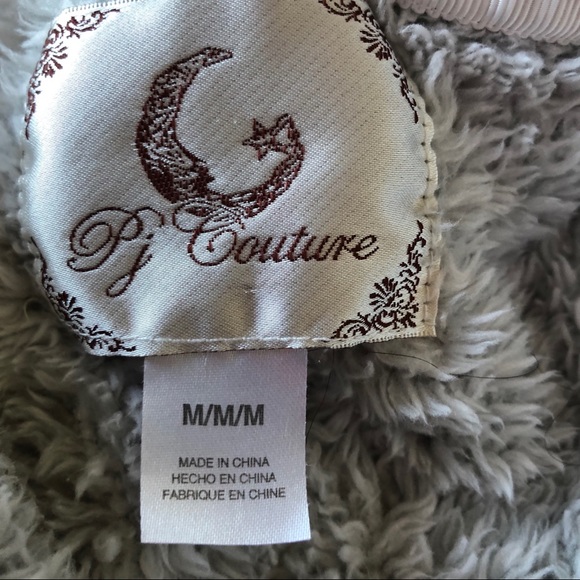 Pj Couture
M/M/M
MADE IN CHINA
HECHO EN CHINA
FABRIQUE EN CHINE